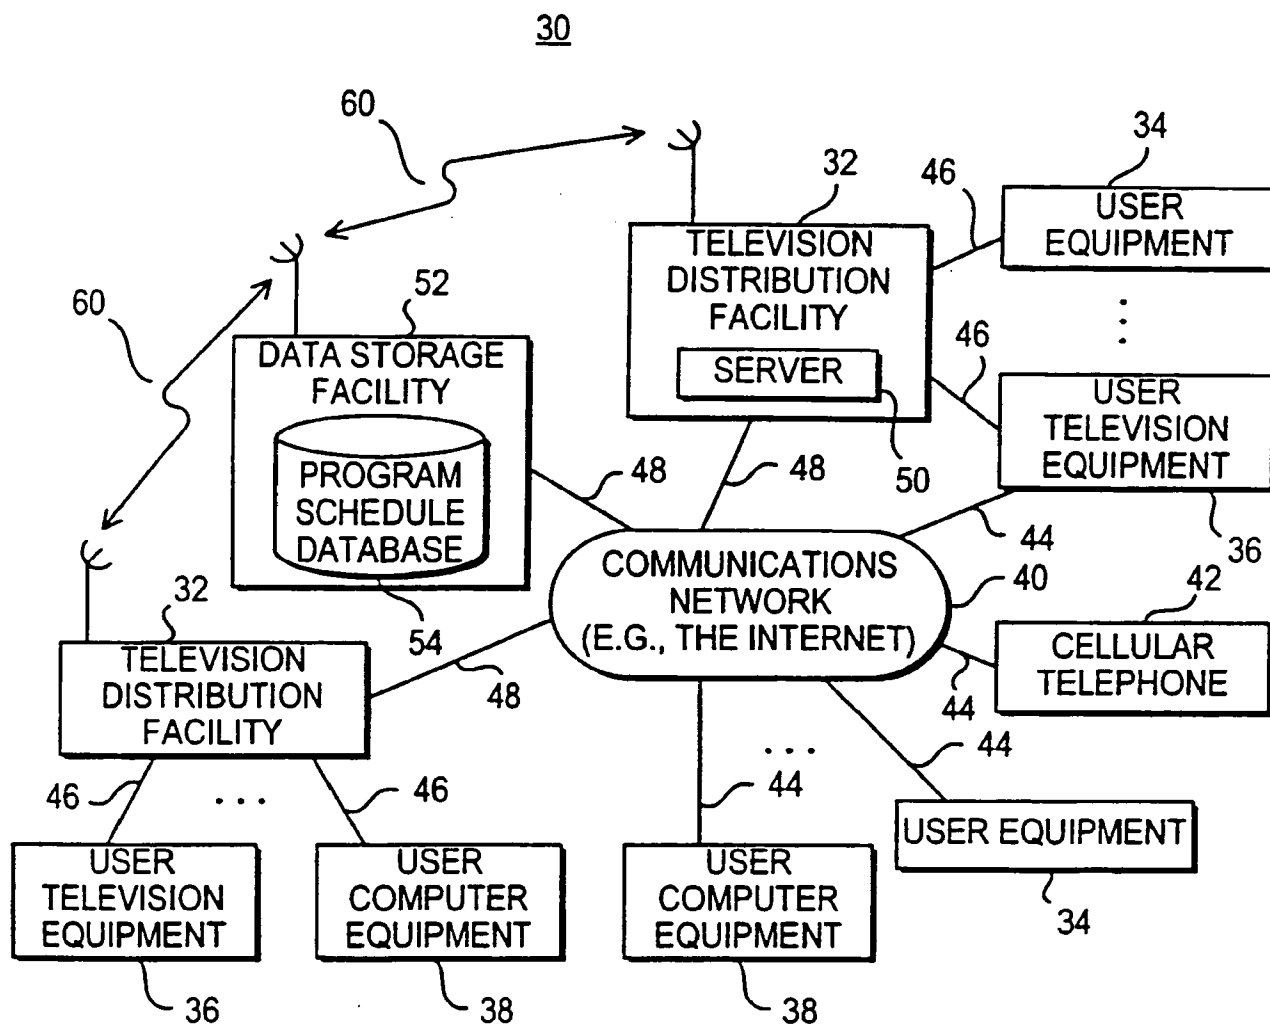 30
60
34
32
46
USER
EQUIPMENT
TELEVISION
DISTRIBUTION
FACILITY
SERVER
60
52
DATA STORAGE
FACILITY
PROGRAM
SCHEDULE
DATABASE
46
USER
TELEVISION
EQUIPMENT
50
48
48
44
36
COMMUNICATIONS
NETWORK
(E.G., THE INTERNET)
40
42
CELLULAR
TELEPHONE
32
54
TELEVISION
DISTRIBUTION
FACILITY
48
44
44
46
. . .
46
44
. . .
USER EQUIPMENT
34
USER
TELEVISION
EQUIPMENT
36
USER
COMPUTER
EQUIPMENT
38
USER
COMPUTER
EQUIPMENT
38